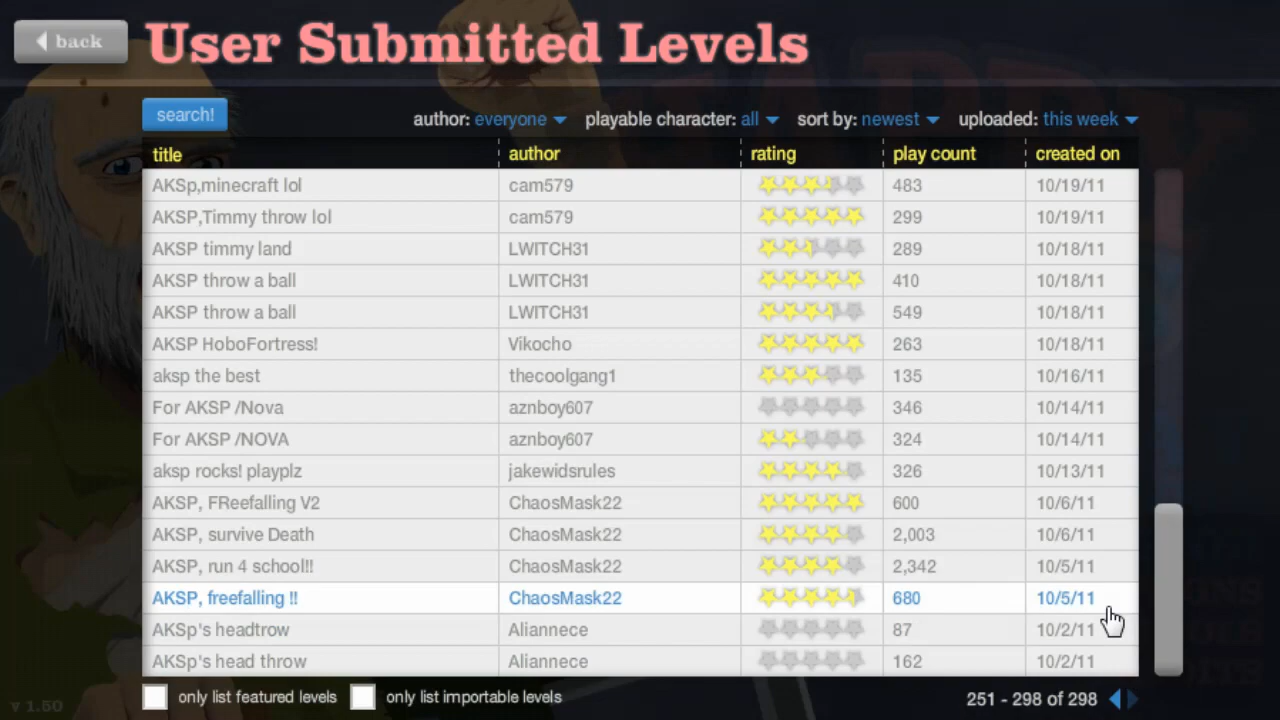 back
User Submitted Levels
search!
author: everyone playable character: all sort by: newest uploaded: this week
title author rating play count created on
AKSp,minecraft lol cam579 483 10/19/11
AKSP,Timmy throw lol cam579 299 10/19/11
AKSP timmy land LWITCH31 289 10/18/11
AKSP throw a ball LWITCH31 410 10/18/11
AKSP throw a ball LWITCH31 549 10/18/11
AKSP HoboFortress! Vikocho 263 10/18/11
aksp the best thecoolgang1 135 10/16/11
For AKSP /Nova aznboy607 346 10/14/11
For AKSP /NOVA aznboy607 324 10/14/11
aksp rocks! playplz jakewidsrules 326 10/13/11
AKSP, FReefalling V2 ChaosMask22 600 10/6/11
AKSP, survive Death ChaosMask22 2,003 10/6/11
AKSP, run 4 school!! ChaosMask22 2,342 10/5/11
AKSP, freefalling !! ChaosMask22 680 10/5/11
AKSp's headtrow Aliannece 87 10/2/11
AKSp's head throw Aliannece 162 10/2/11
only list featured levels only list importable levels 251 - 298 of 298
v 1.50